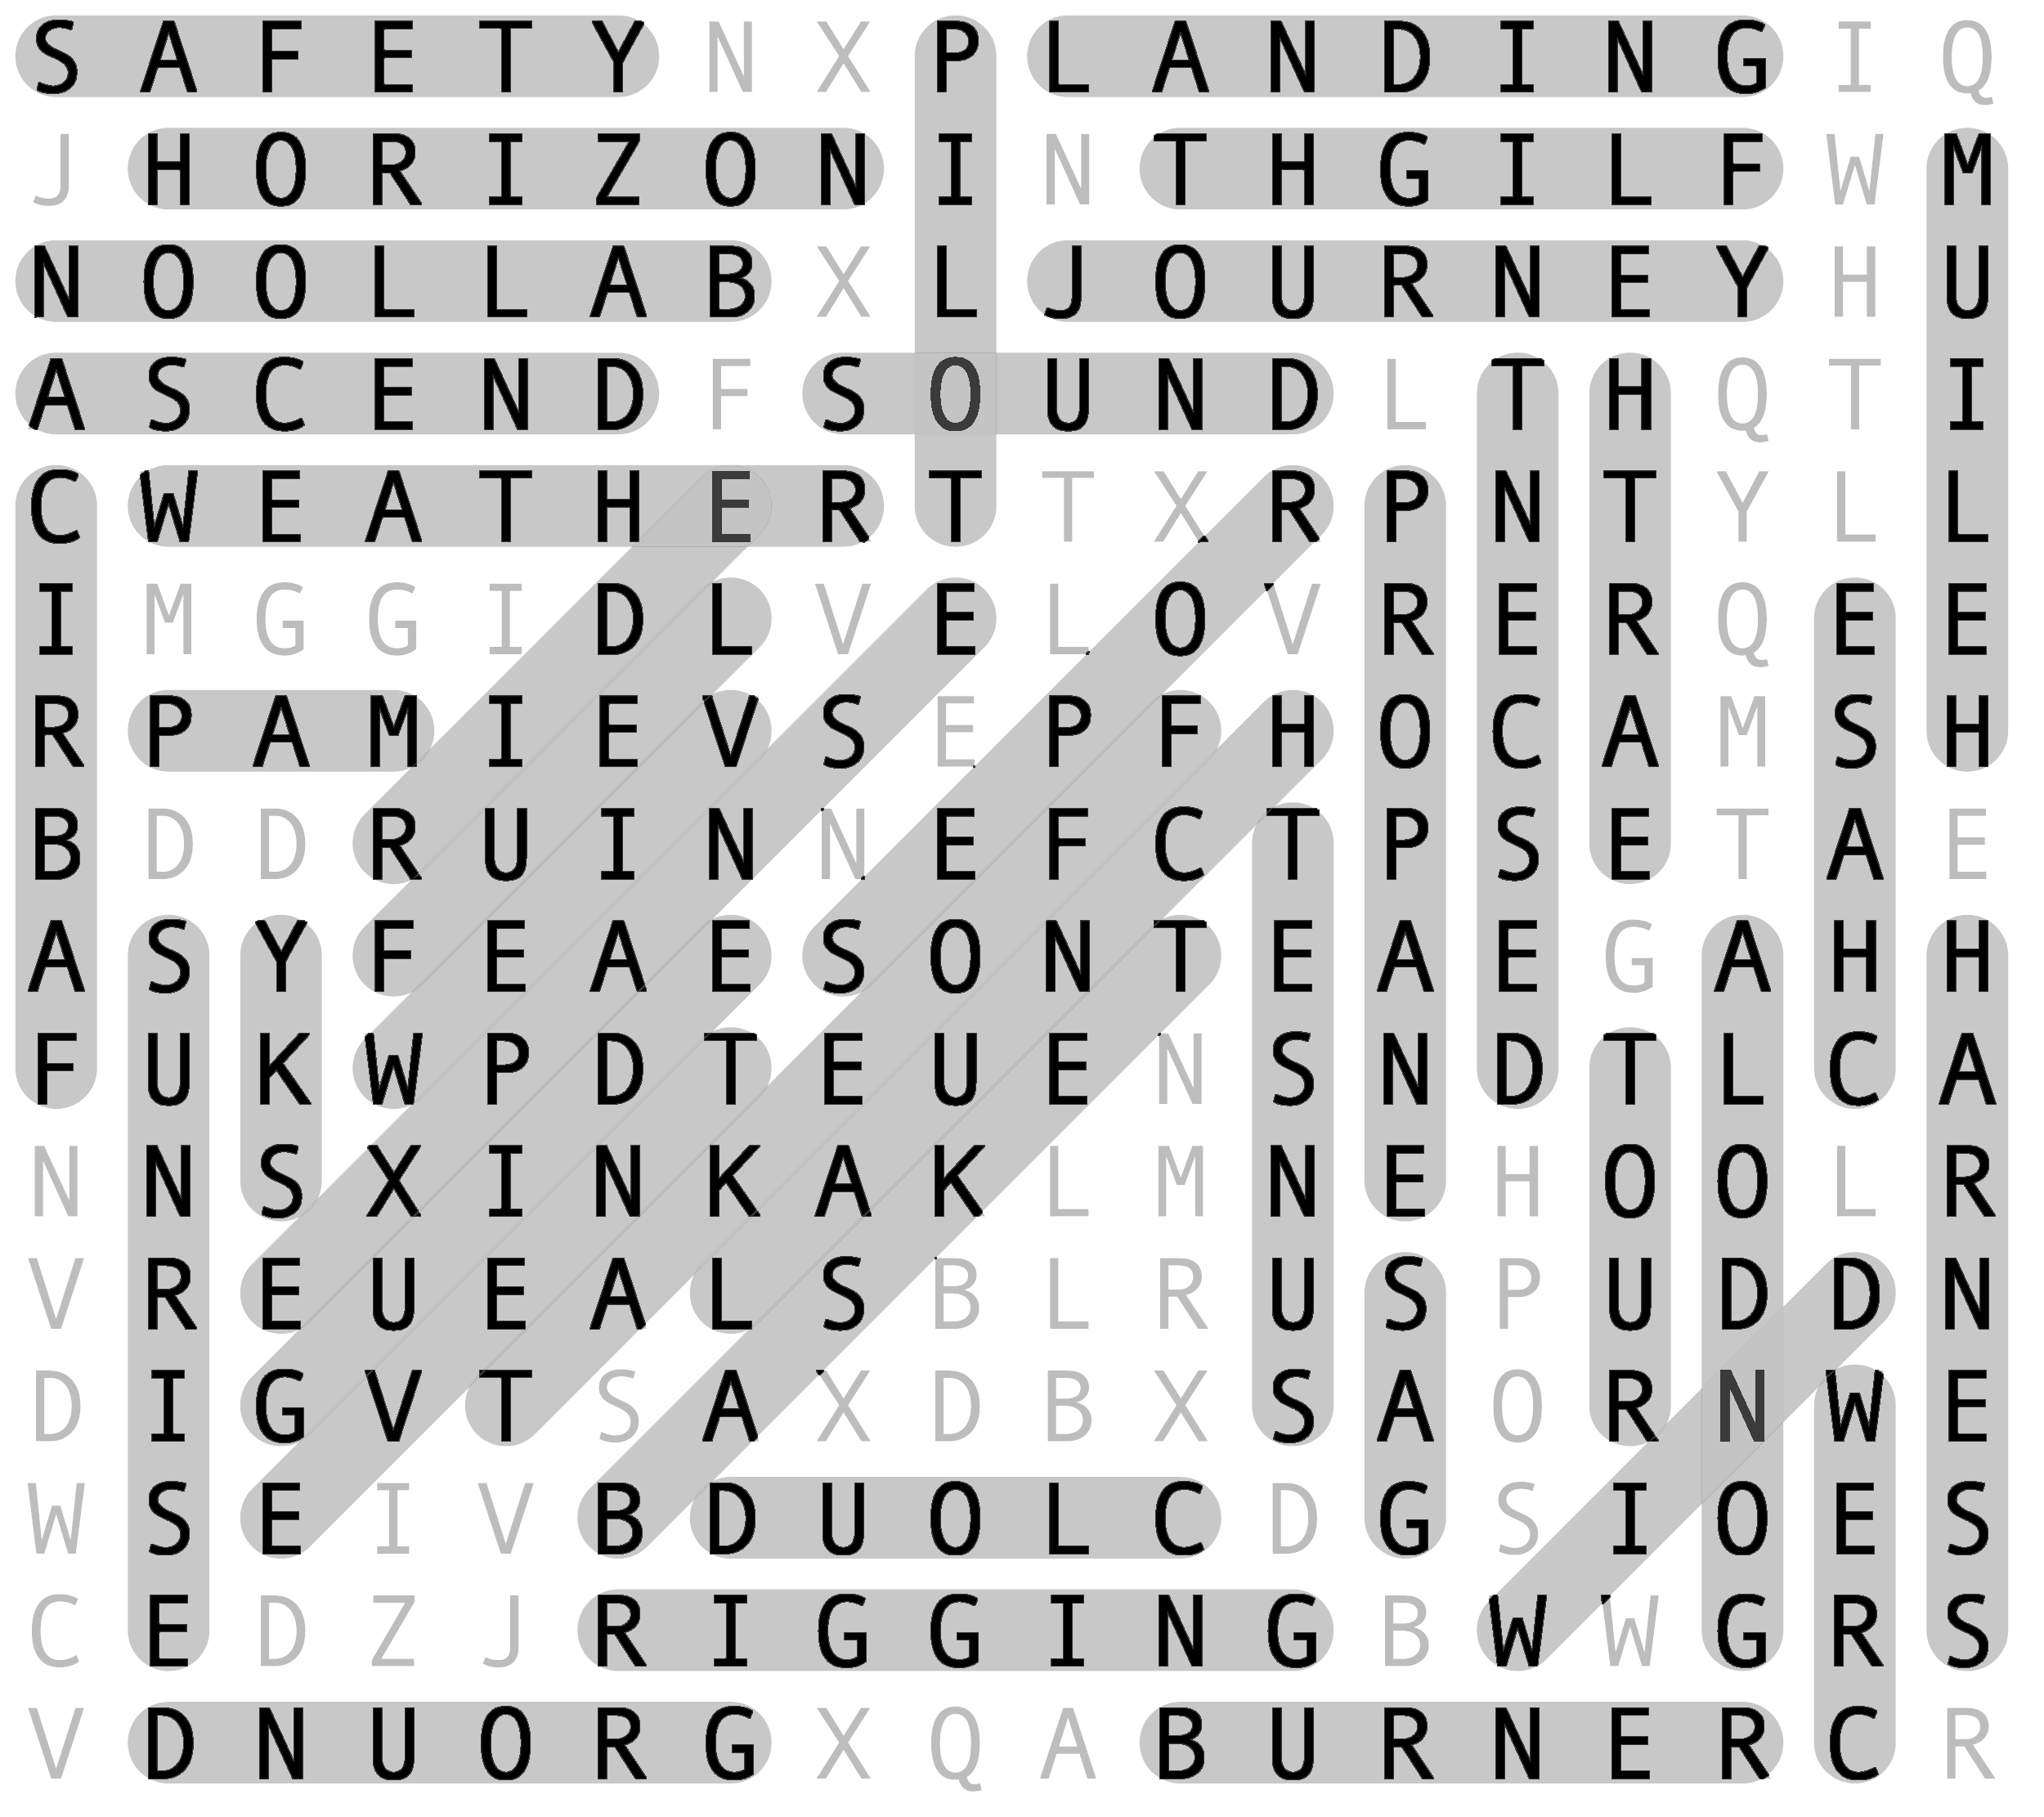 S A F E T Y N X P L A N D I N G I Q
J H O R I Z O N I N T H G I L F W M
N O O L L A B X L J O U R N E Y H U
A S C E N D F S O U N D L T H Q T I
C W E A T H E R T T X R P N T Y L L
I M G G I D L V E L O V R E R Q E E
R P A M I E V S E P F H O C A M S H
B D D R U I N N E F C T P S E T A E
A S Y F E A E S O N T E A E G A H H
F U K W P D T E U E N S N D T L C A
N N S X I N K A K L M N E H O O L R
V R E U E A L S B L R U S P U D D N
D I G V T S A X D B X S A O R N W E
W S E I V B D U O L C D G S I O E S
C E D Z J R I G G I N G B W W G R S
V D N U O R G X Q A B U R N E R C R